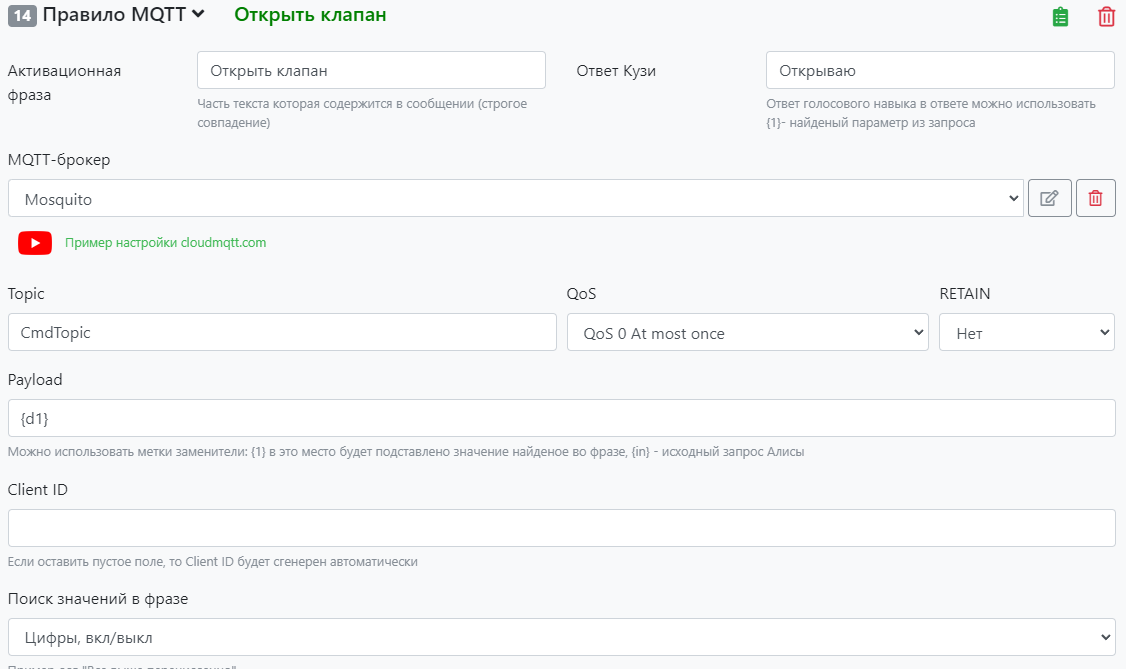 14 Правило MQTT Открыть клапан
Активационная фраза
Открыть клапан
Часть текста которая содержится в сообщении (строгое
совпадение)
Ответ Кузи
Открываю
Ответ голосового навыка в ответе можно использовать
{1}- найденый параметр из запроса
MQTT-брокер
Mosquito
Пример настройки cloudmqtt.com
Topic QoS RETAIN
CmdTopic QoS 0 At most once Нет
Payload
{d1}
Можно использовать метки заменители: {1} в это место будет подставлено значение найденое во фразе, {in} - исходный запрос Алисы
Client ID
Если оставить пустое поле, то Client ID будет сгенерен автоматически
Поиск значений в фразе
Цифры, вкл/выкл